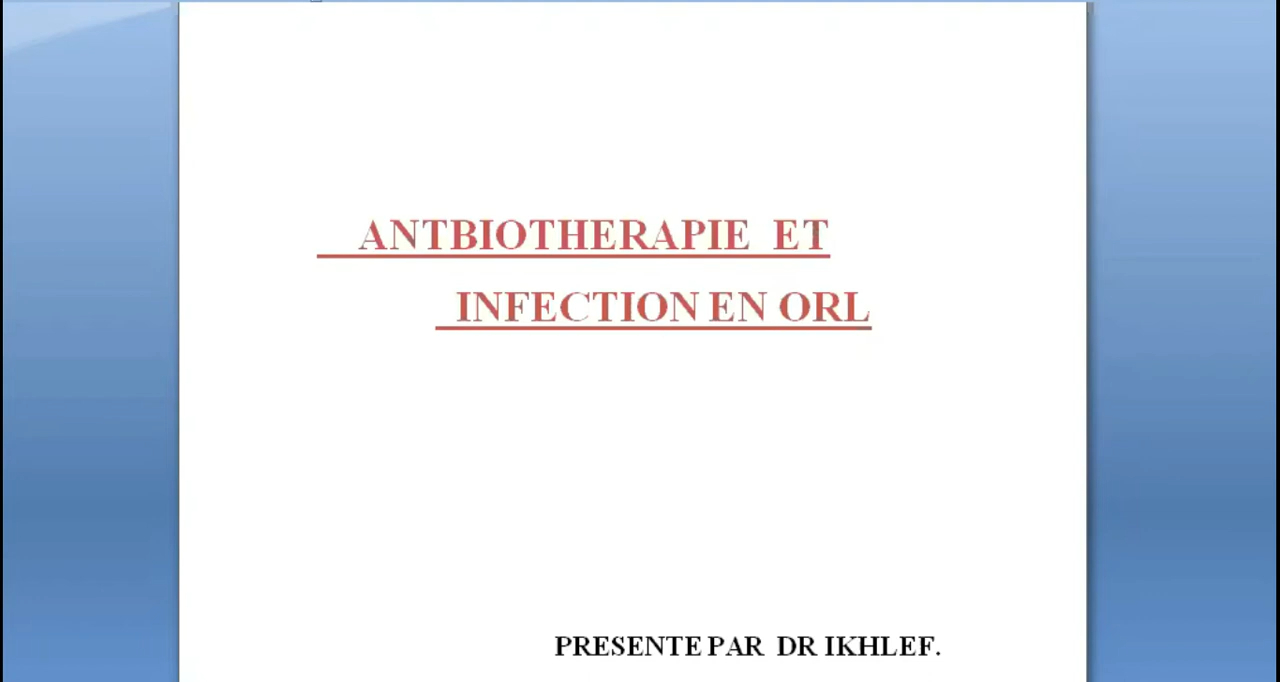 ANTBIOTHERAPIE ET
INFECTION EN ORL
PRESENTE PAR DR IKHLEF.